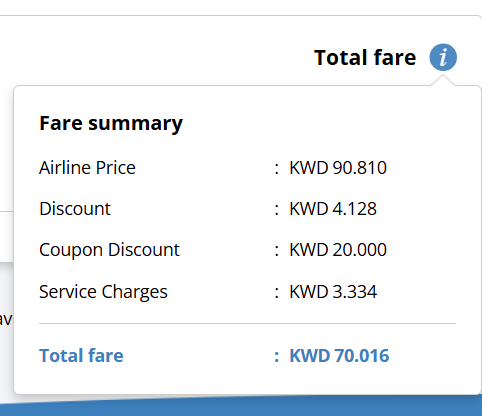 Total fare i
Fare summary
Airline Price : KWD 90.810
Discount : KWD 4.128
Coupon Discount : KWD 20.000
Service Charges : KWD 3.334
av
Total fare : KWD 70.016